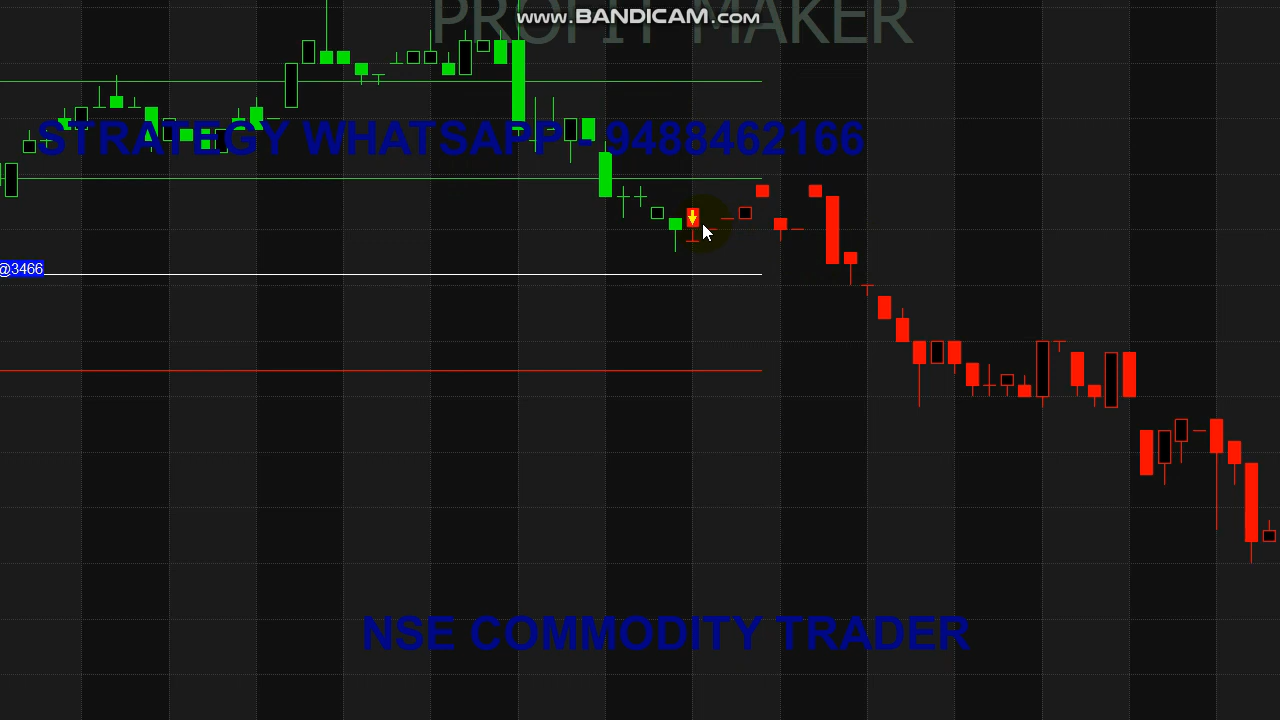 www.BANDICAM.com
PROFIT MAKER
STRATEGY WHATSAPP - 9488462166
@3466
NSE COMMODITY TRADER